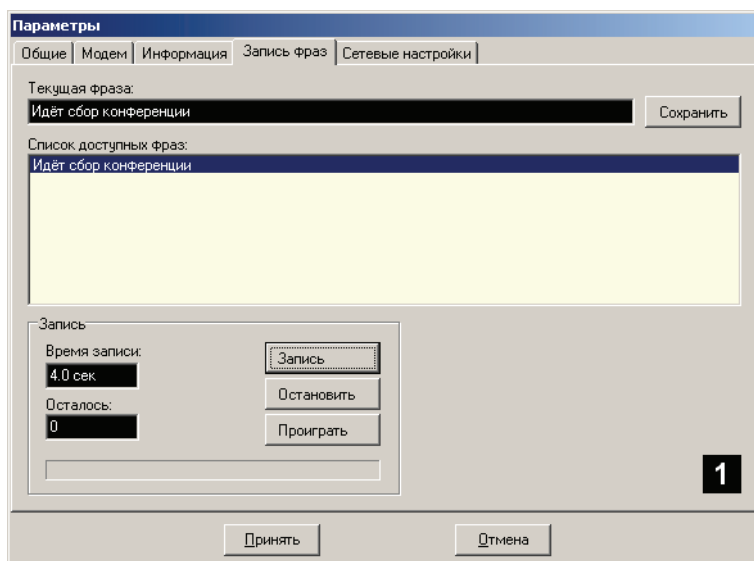 Параметры
Общие Модем Информация Запись фраз Сетевые настройки
Текущая фраза:
Идёт сбор конференции
Сохранить
Список доступных фраз:
Идёт сбор конференции
Запись
Время записи:
4.0 сек
Осталось:
0
Запись
Остановить
Проиграть
1
Принять
Отмена